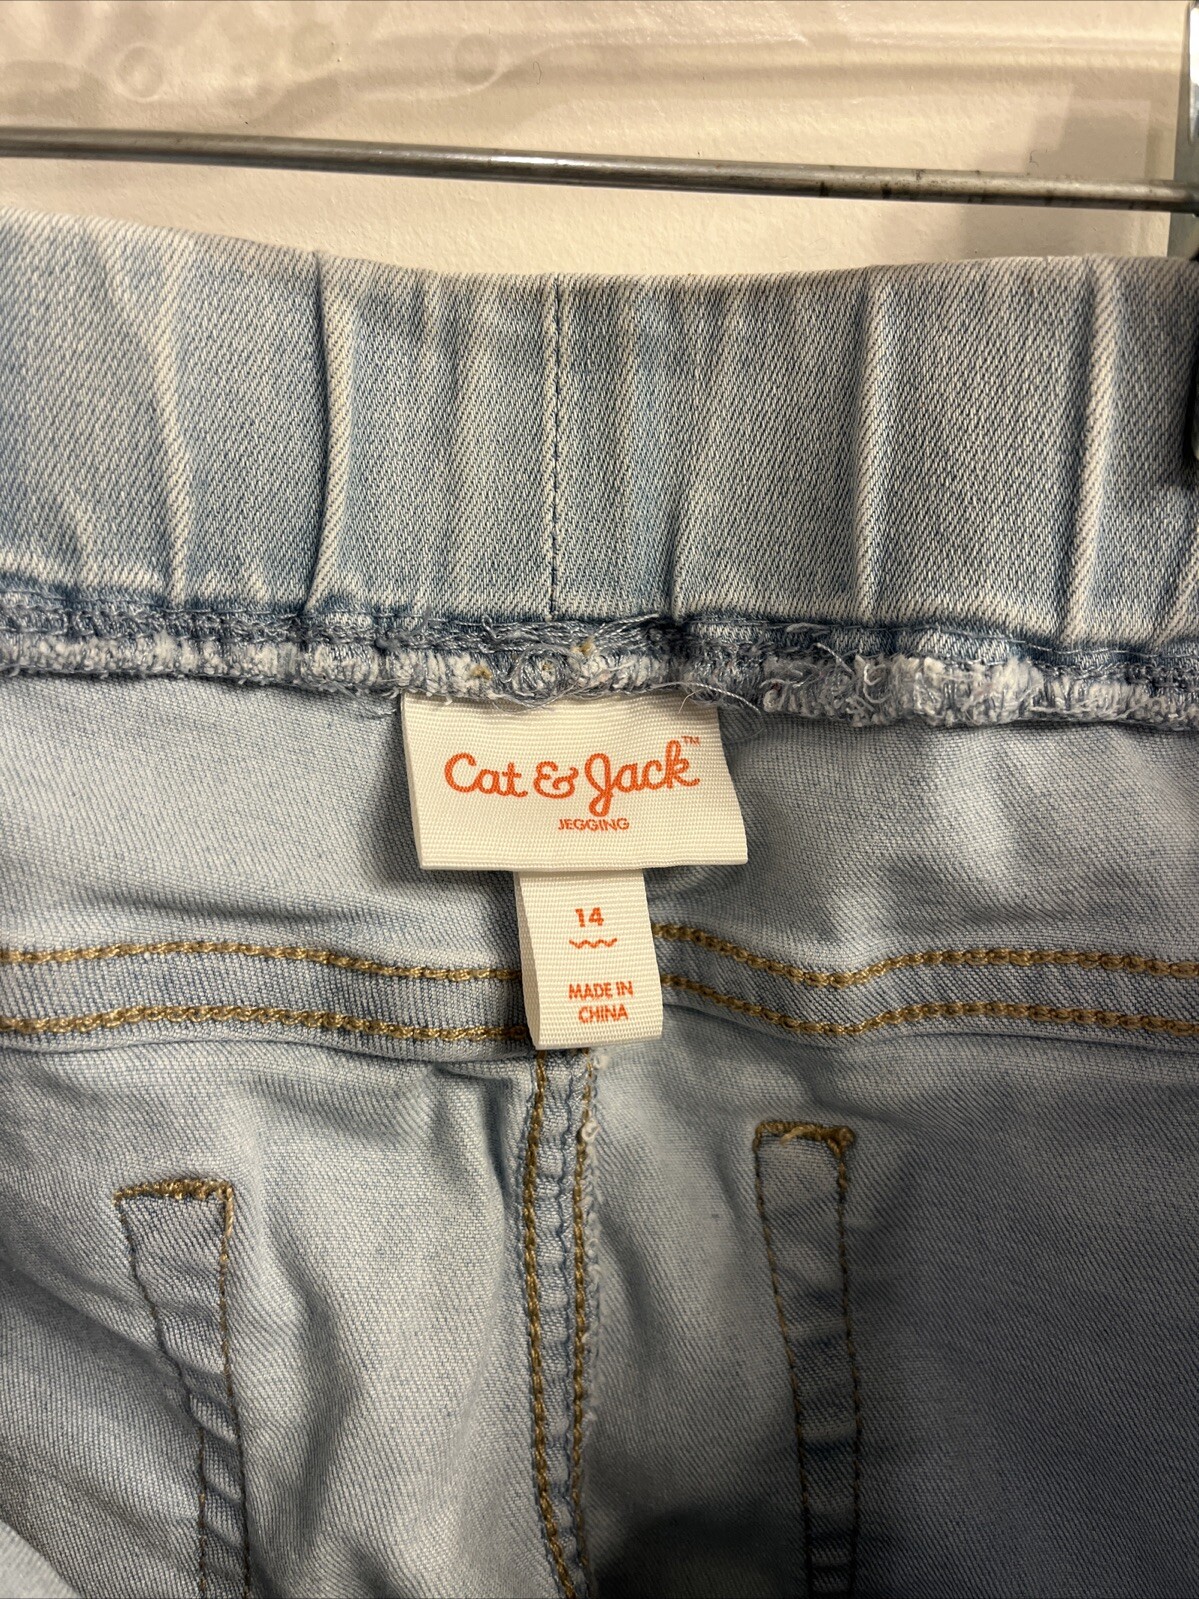 Cat & Jack™
JEGGING
14
MADE IN
CHINA